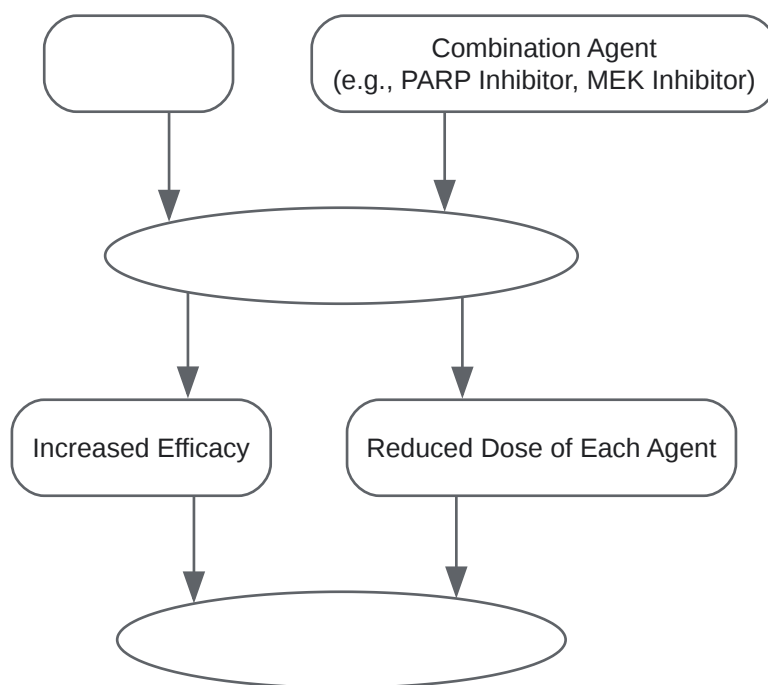 Combination Agent
(e.g., PARP Inhibitor, MEK Inhibitor)
Increased Efficacy
Reduced Dose of Each Agent